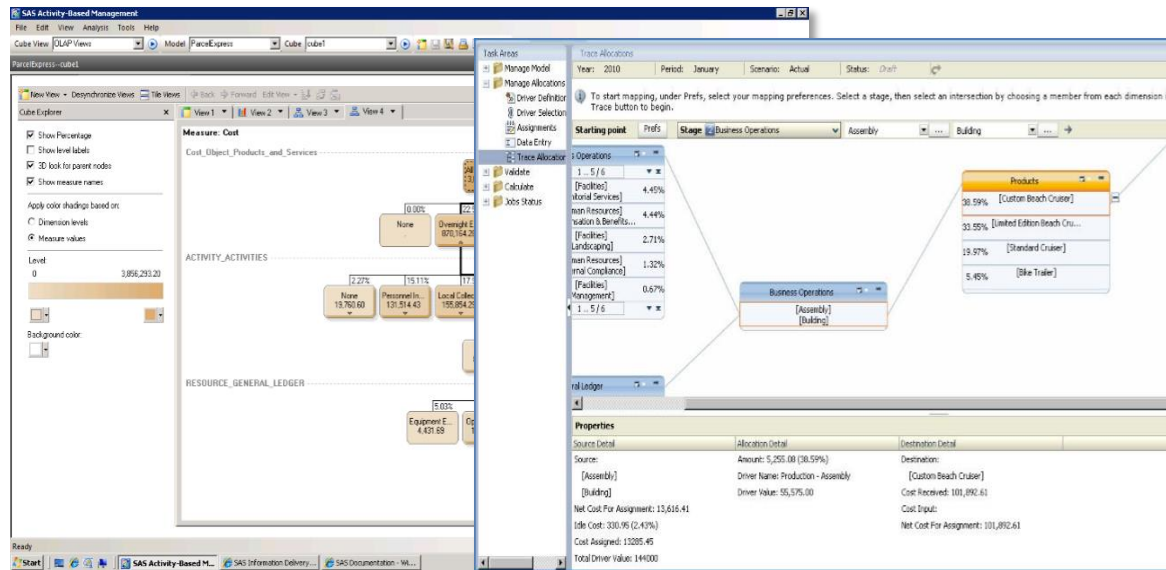 SAS Activity-Based Management
File Edit View Analysis Tools Help
Cube View OLAP Views Model ParcelExpress Cube cube1
ParcelExpress--cube1
New View Desynchronize Views Tile Views Back Forward Edit View
Cube Explorer x View 1 View 2 View 3 View 4
Show Percentage
Show level labels
3D look for parent nodes
Show measure names
Apply color shadings based on:
Dimension levels
Measure values
Level
0 3,856,293.20
Background color:
Measure: Cost
Cost_Object_Products_and_Services
0.00%
None
Overnight E
870,164.20
ACTIVITY_ACTIVITIES
2.27% 15.11%
None Personnel In... Local Collec
19,760.60 131,514.43 155,854.2
RESOURCE_GENERAL_LEDGER
5.03%
Equipment E...
4,431.69
Ready
Start SAS Activity-Based M... SAS Information Delivery... SAS Documentation - Wi...
Task Areas
Manage Model
Manage Allocations
Driver Definition
Driver Selection
Assignments
Data Entry
Trace Allocation
Validate
Calculate
Jobs Status
Trace Allocations
Year: 2010 Period: January Scenario: Actual Status: Draft
To start mapping, under Prefs, select your mapping preferences. Select a stage, then select an intersection by choosing a member from each dimension
Trace button to begin.
Starting point Prefs Stage Business Operations Assembly ... Building ...
s Operations
1 .. 5/6
[Facilities]
nitorial Services] 4.45%
man Resources]
nsation & Benefits... 4.44%
[Facilities]
Landscaping] 2.71%
man Resources]
rnal Compliance] 1.32%
[Facilities]
Management] 0.67%
1 .. 5/6
Business Operations
[Assembly]
[Building]
Products
38.59% [Custom Beach Cruiser]
33.55% [Limited Edition Beach Cru...
19.97% [Standard Cruiser]
5.45% [Bike Trailer]
ral Ledger
Properties
Source Detail Allocation Detail Destination Detail
Source: Amount: 5,255.08 (38.59%) Destination:
[Assembly] Driver Name: Production - Assembly [Custom Beach Cruiser]
[Building] Driver Value: 55,575.00 Cost Received: 101,892.61
Net Cost For Assignment: 13,616.41 Cost Input:
Idle Cost: 330.96 (2.43%) Net Cost For Assignment: 101,892.61
Cost Assigned: 13285.45
Total Driver Value: 144000